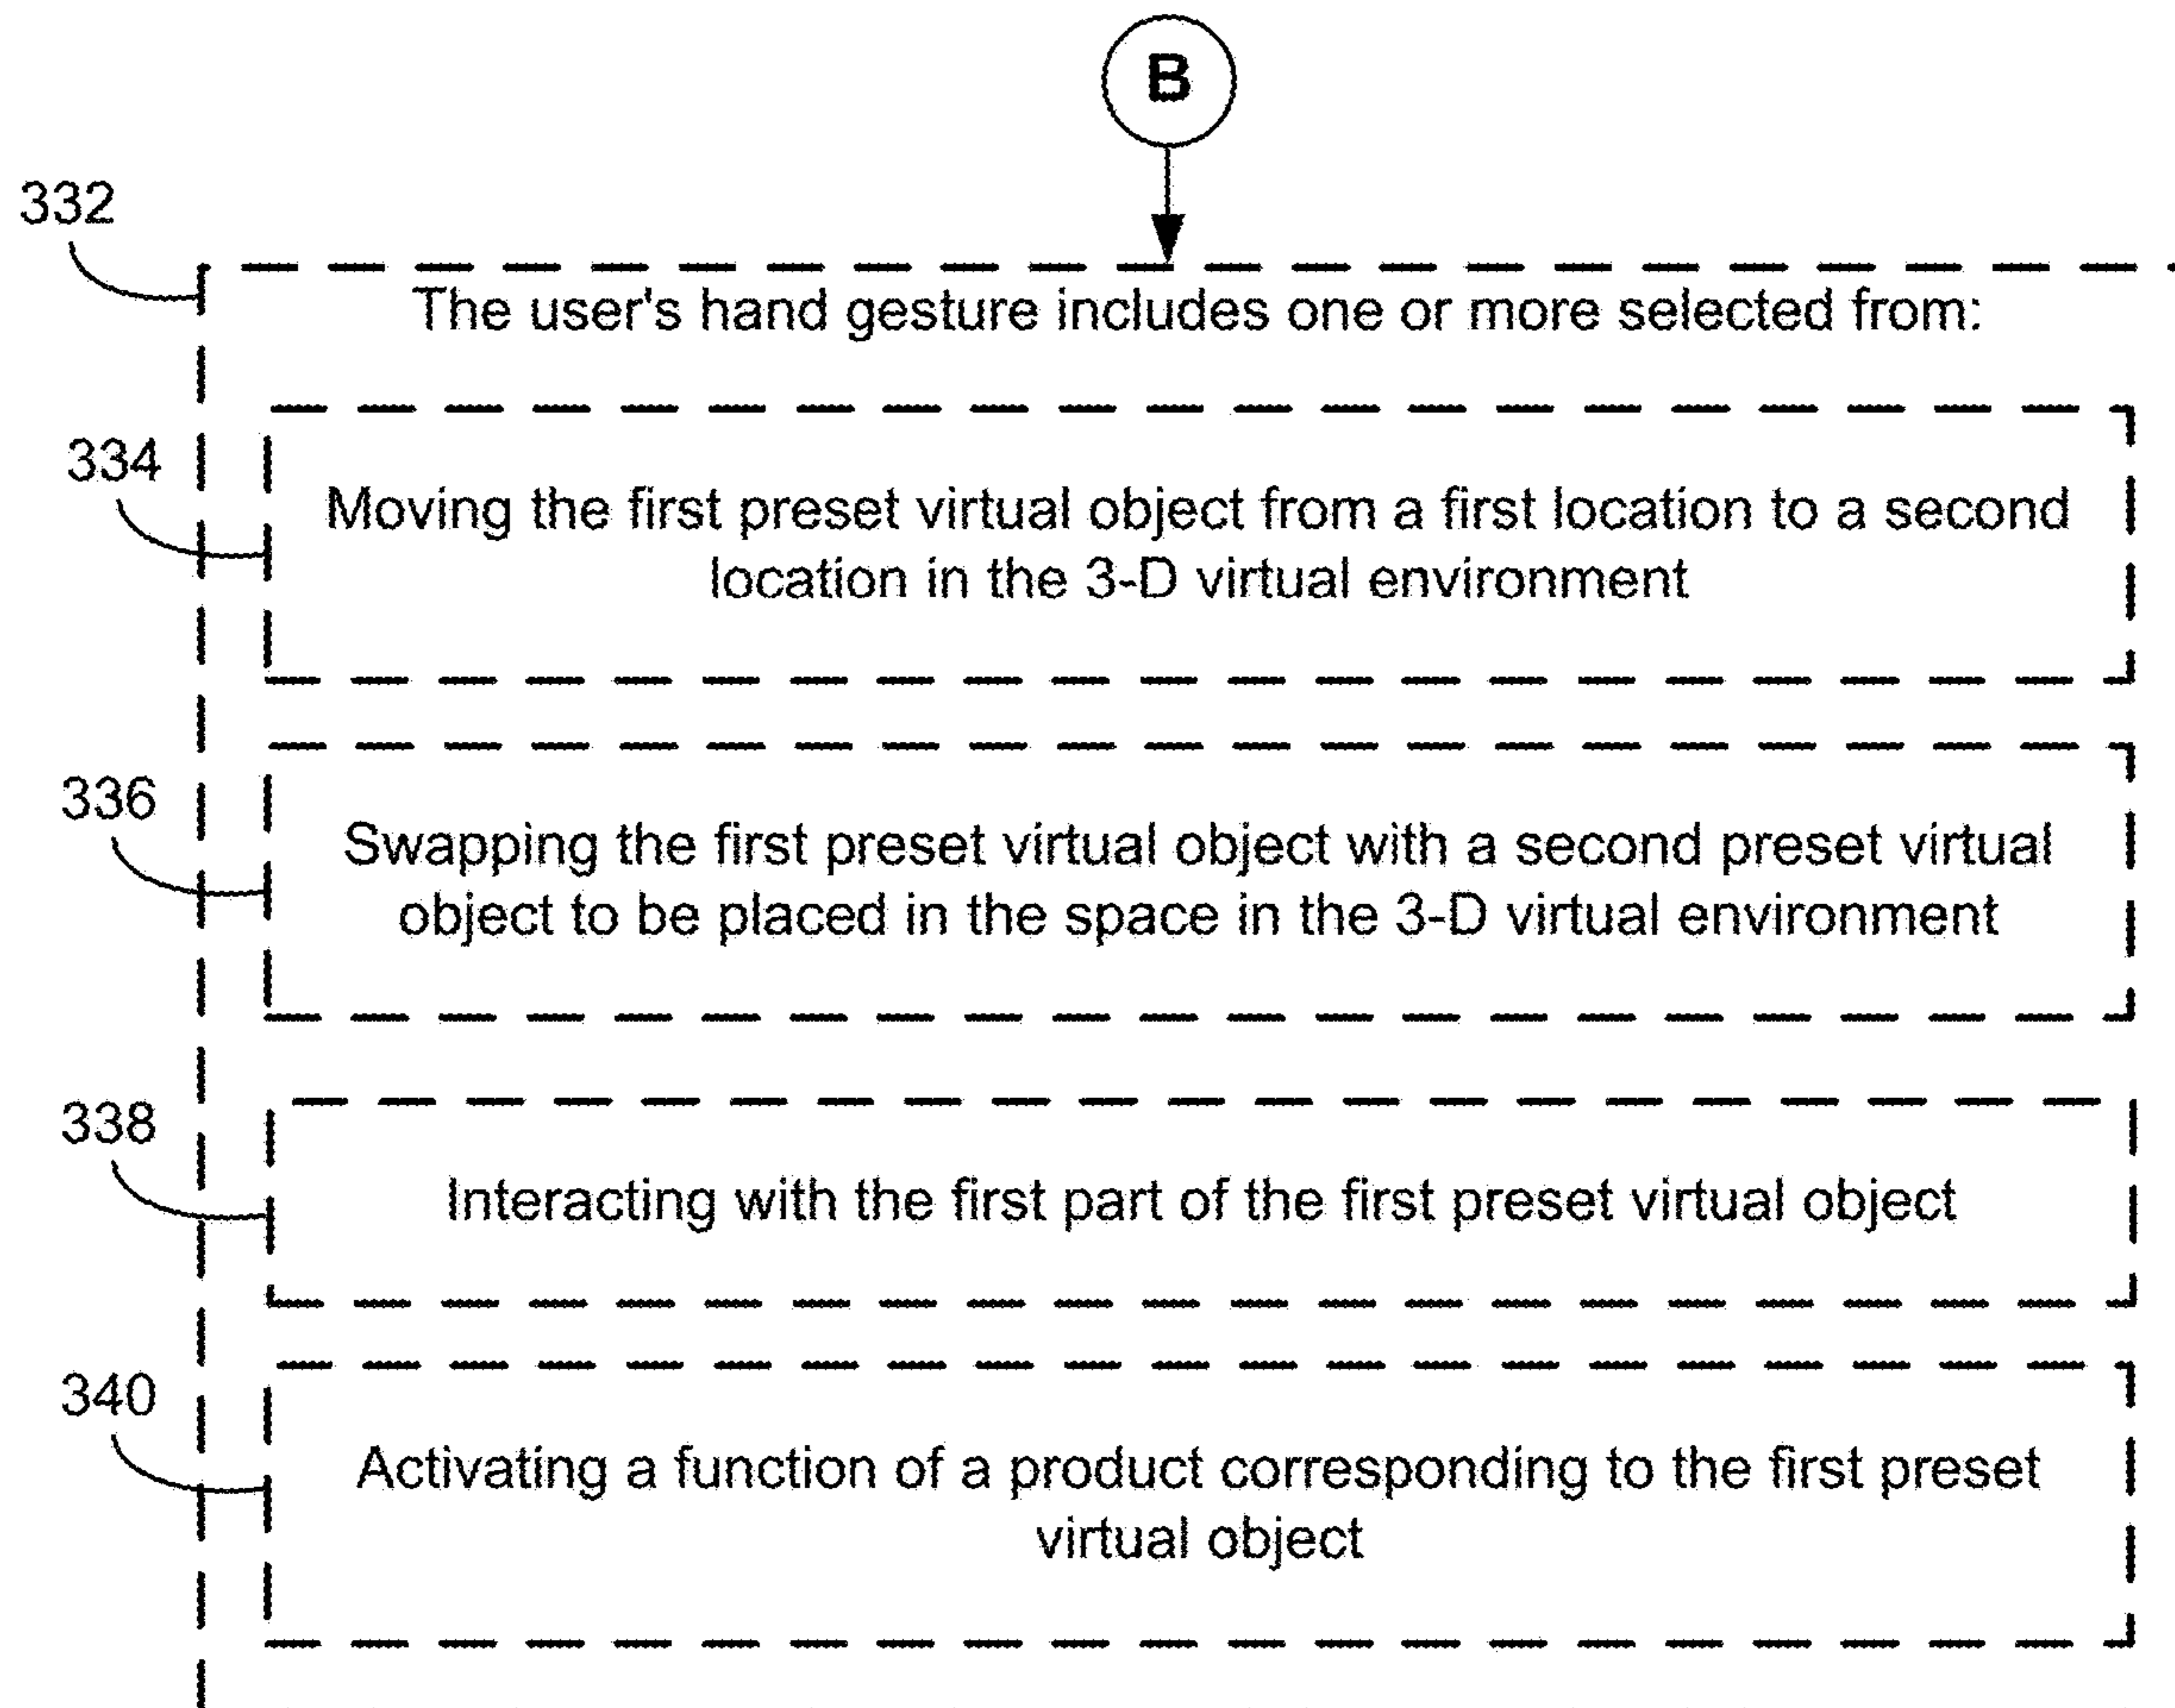 B
332
The user's hand gesture includes one or more selected from:
334
Moving the first preset virtual object from a first location to a second
location in the 3-D virtual environment
336
Swapping the first preset virtual object with a second preset virtual
object to be placed in the space in the 3-D virtual environment
338
Interacting with the first part of the first preset virtual object
340
Activating a function of a product corresponding to the first preset
virtual object